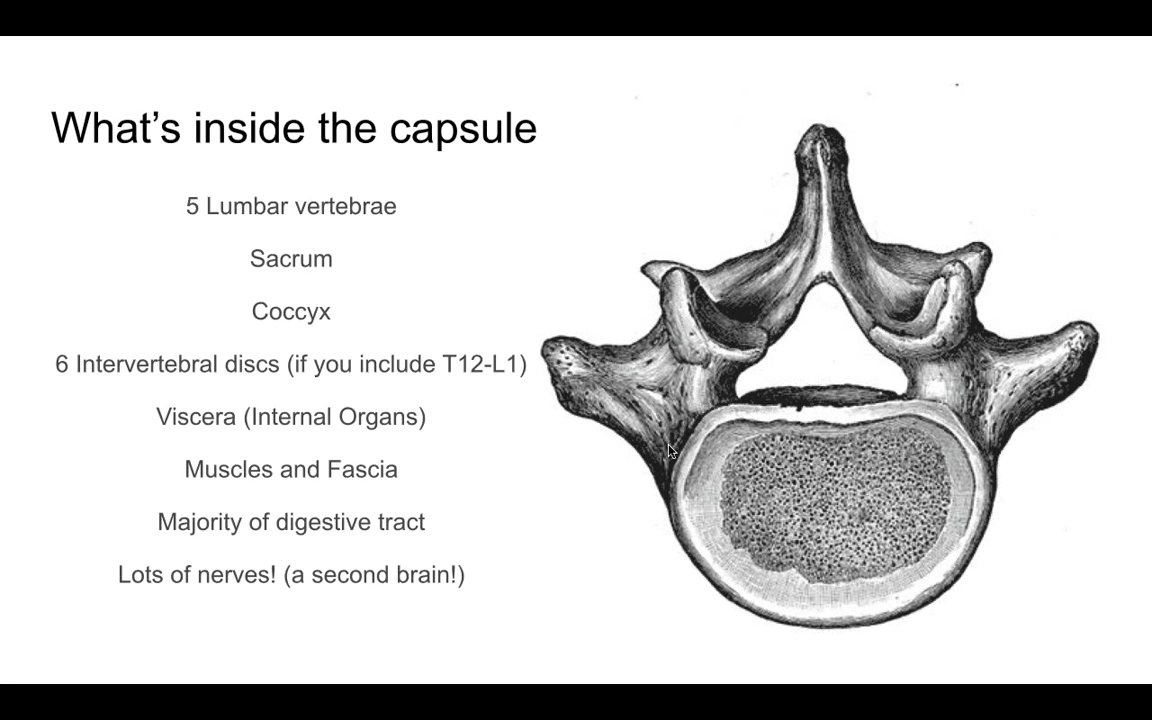 What’s inside the capsule
5 Lumbar vertebrae
Sacrum
Coccyx
6 Intervertebral discs (if you include T12-L1)
Viscera (Internal Organs)
Muscles and Fascia
Majority of digestive tract
Lots of nerves! (a second brain!)